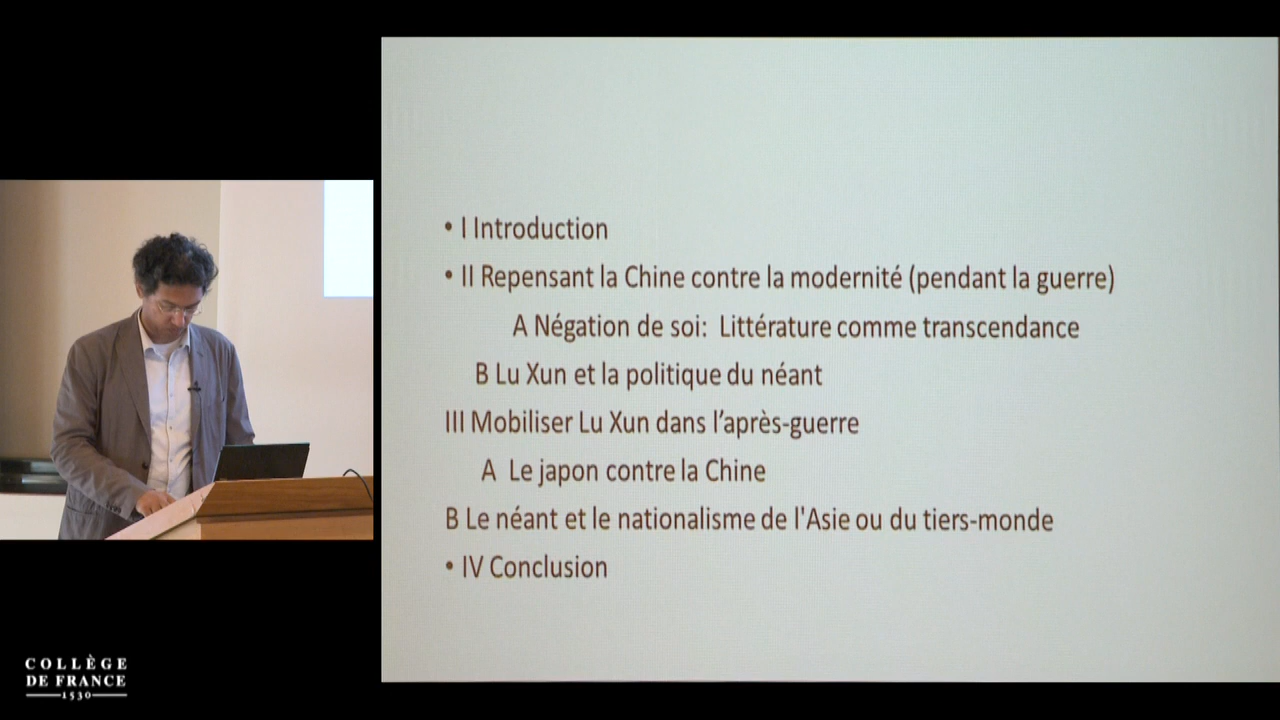 • I Introduction
• II Repensant la Chine contre la modernité (pendant la guerre)
A Négation de soi: Littérature comme transcendance
B Lu Xun et la politique du néant
III Mobiliser Lu Xun dans l'après-guerre
A Le japon contre la Chine
B Le néant et le nationalisme de l'Asie ou du tiers-monde
• IV Conclusion
COLLÈGE
DE FRANCE
1530